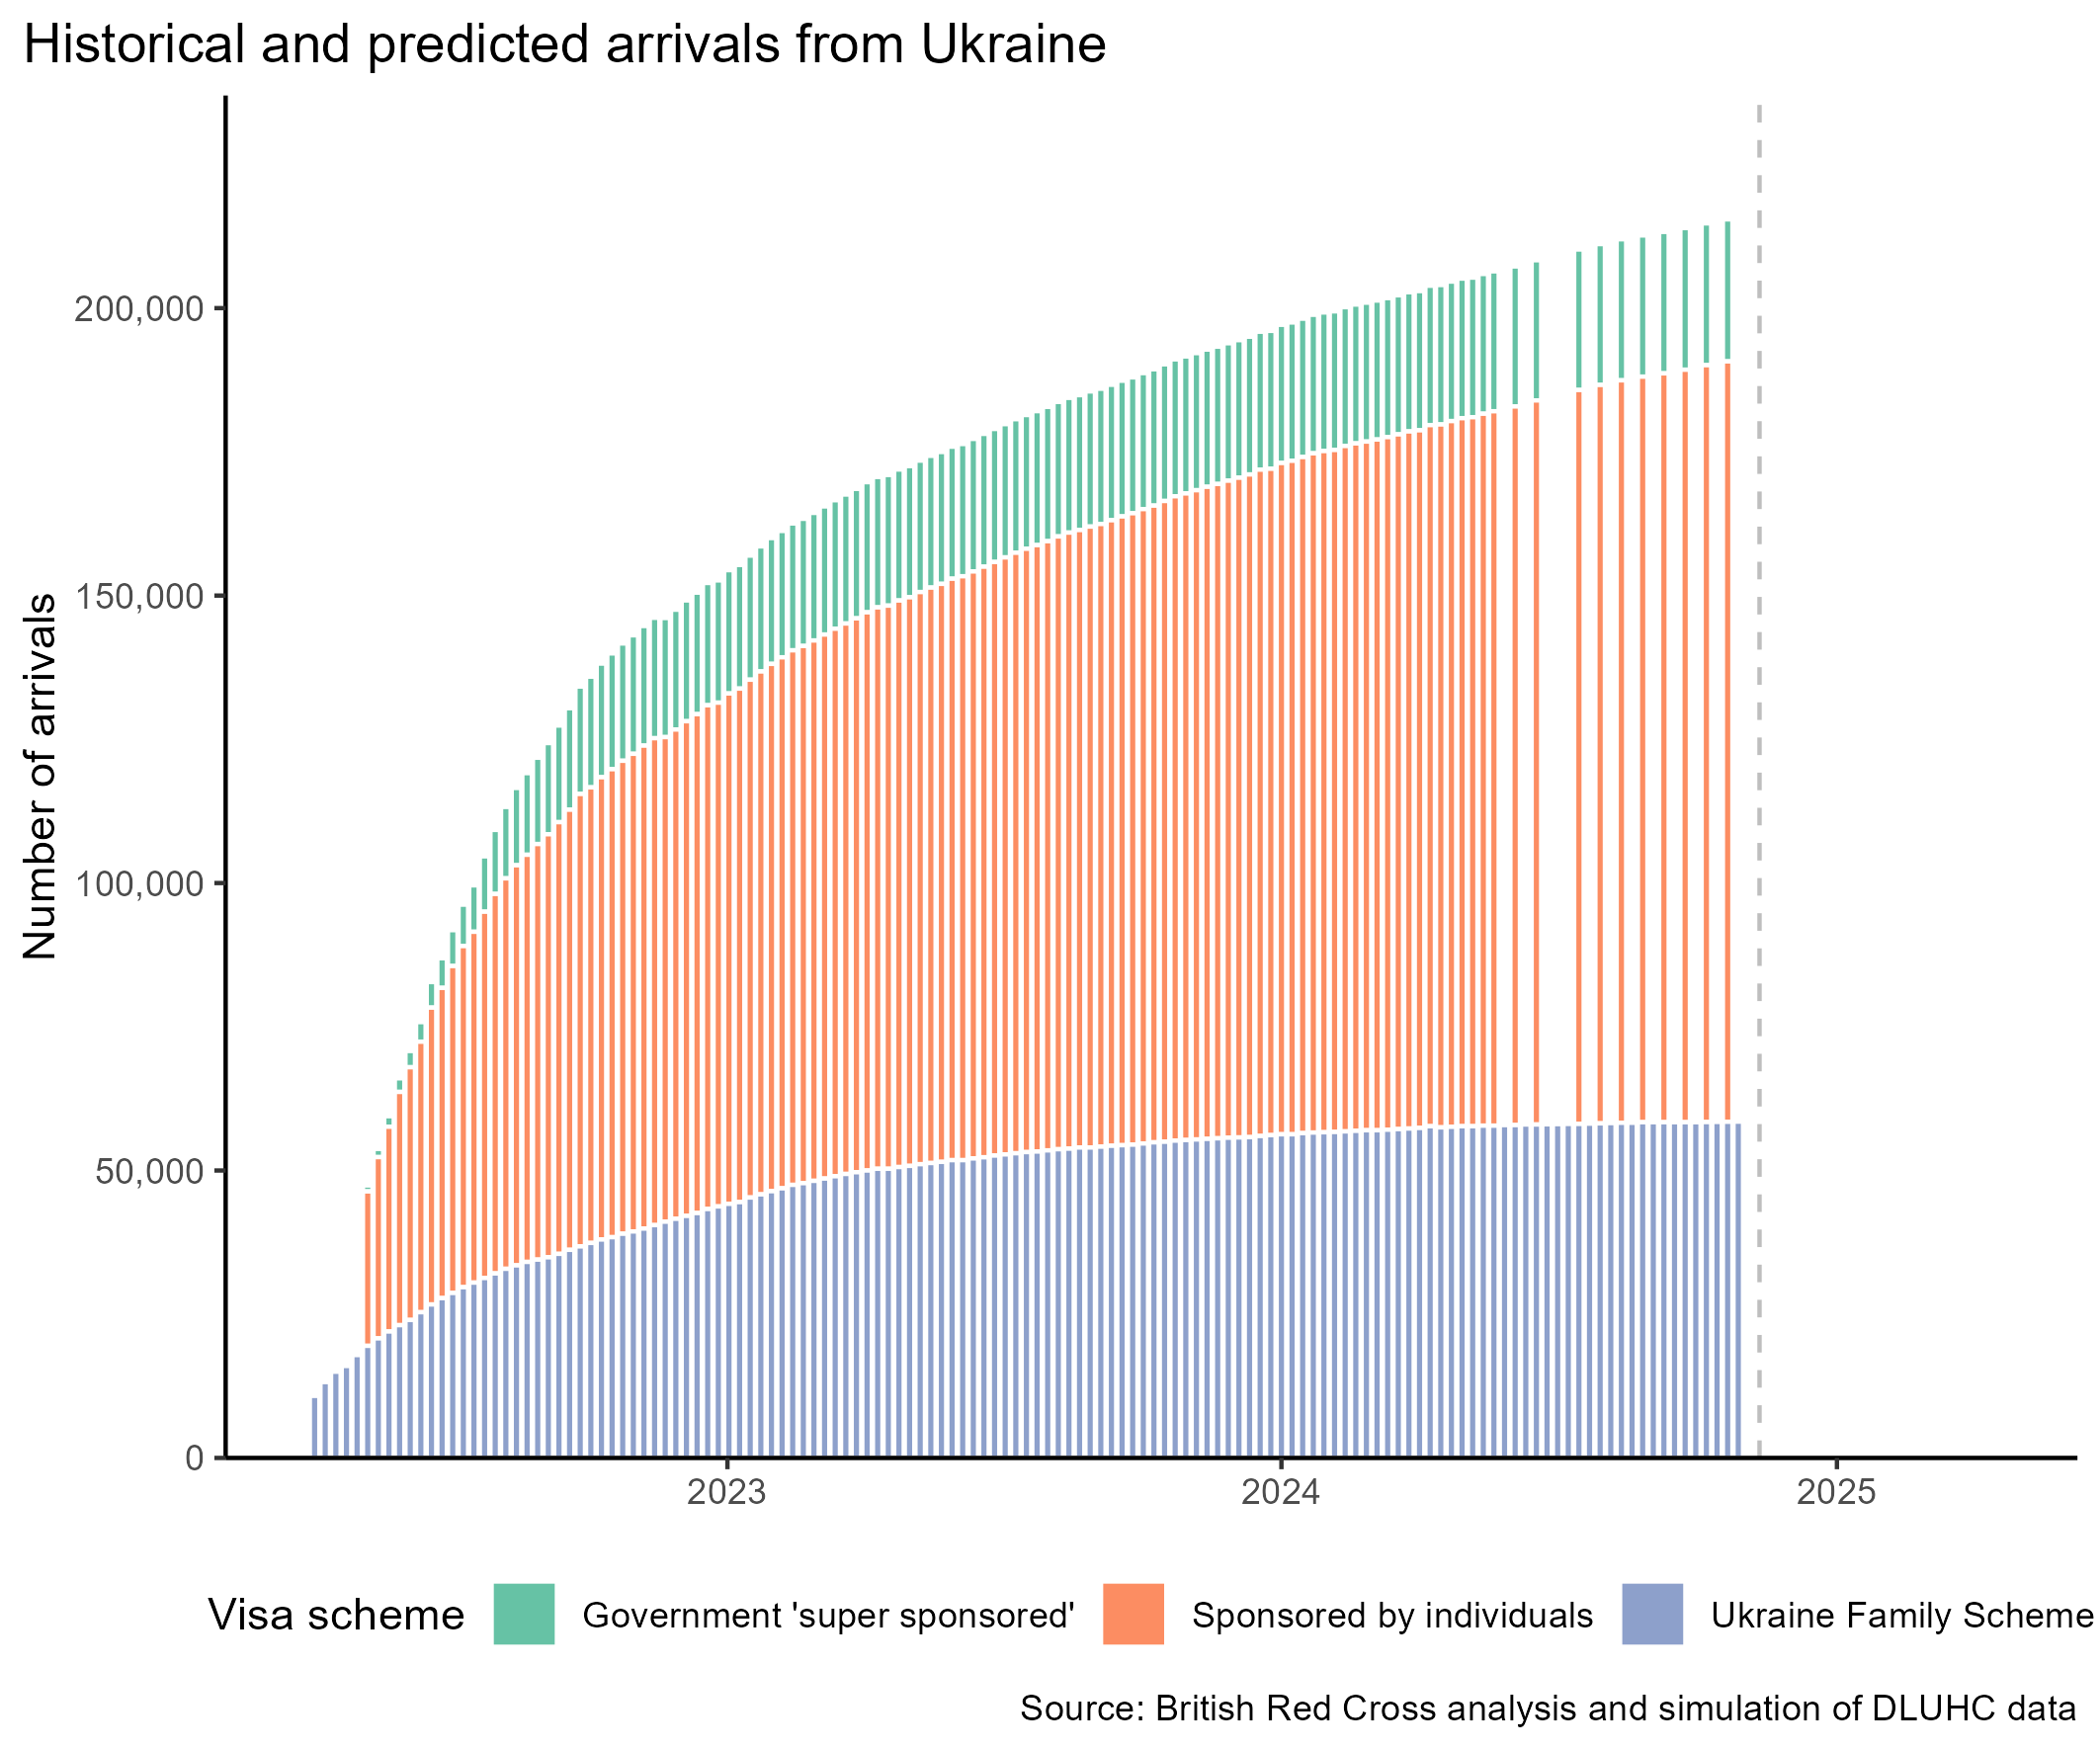 Historical and predicted arrivals from Ukraine
Number of arrivals
200,000
150,000
100,000
50,000
0
2023 2024 2025
Visa scheme Government 'super sponsored' Sponsored by individuals Ukraine Family Scheme
Source: British Red Cross analysis and simulation of DLUHC data